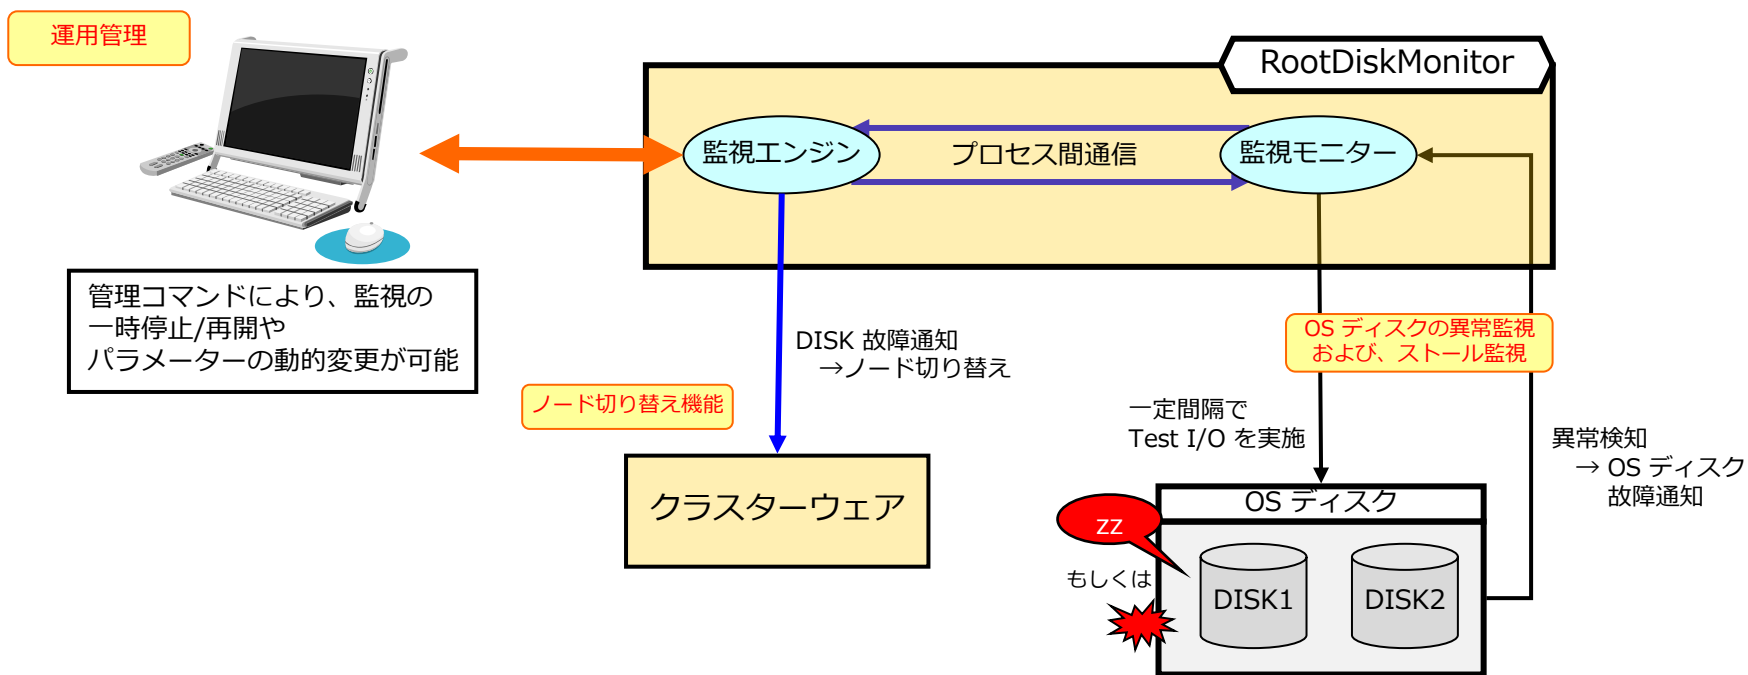 運用管理
RootDiskMonitor
監視エンジン
プロセス間通信
監視モニター
管理コマンドにより、監視の
一時停止/再開や
パラメーターの動的変更が可能
DISK 故障通知
→ノード切り替え
OS ディスクの異常監視
および、ストール監視
ノード切り替え機能
一定間隔で
Test I/O を実施
異常検知
→ OS ディスク
故障通知
クラスターウェア
OS ディスク
zz
もしくは
DISK1
DISK2